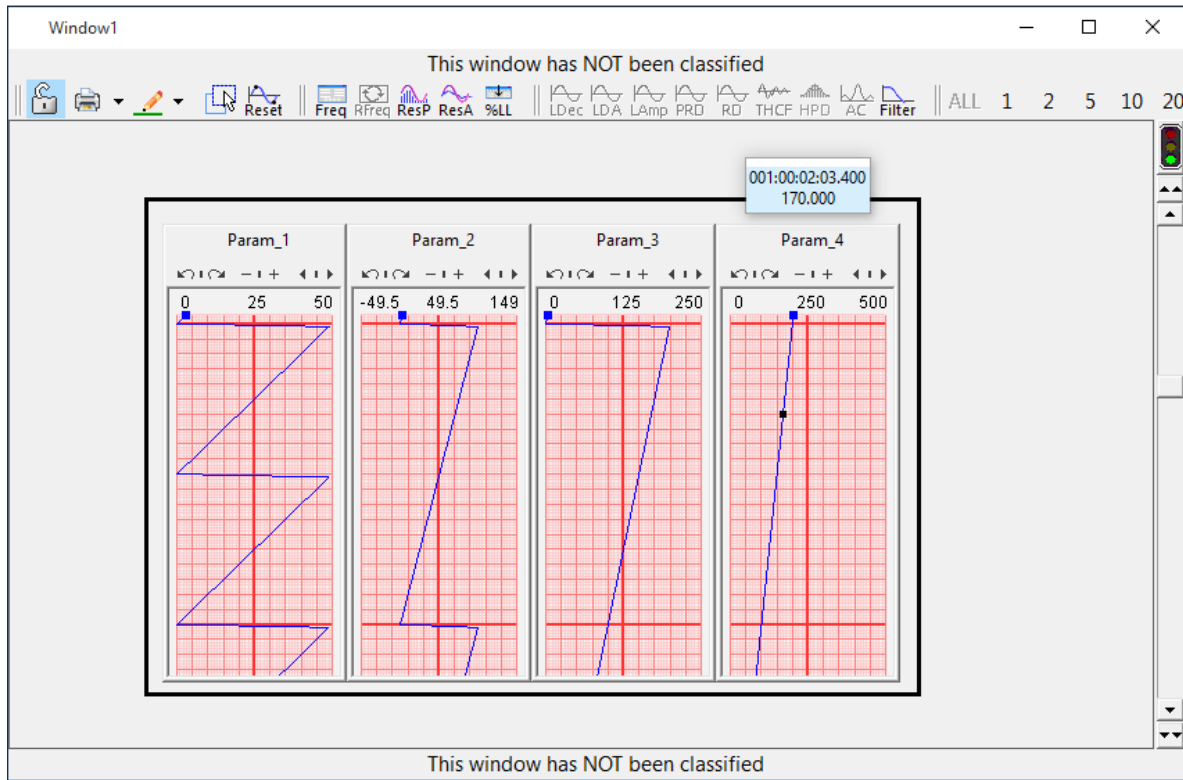 Window1
This window has NOT been classified
Reset Freq RFreq ResP ResA %LL LDec LDA LAmp PRD RD THCF HPD AC Filter ALL 1 2 5 10 20
001:00:02:03.400
170.000
Param_1 Param_2 Param_3 Param_4
0 25 50 -49.5 49.5 149 0 125 250 0 250 500
This window has NOT been classified